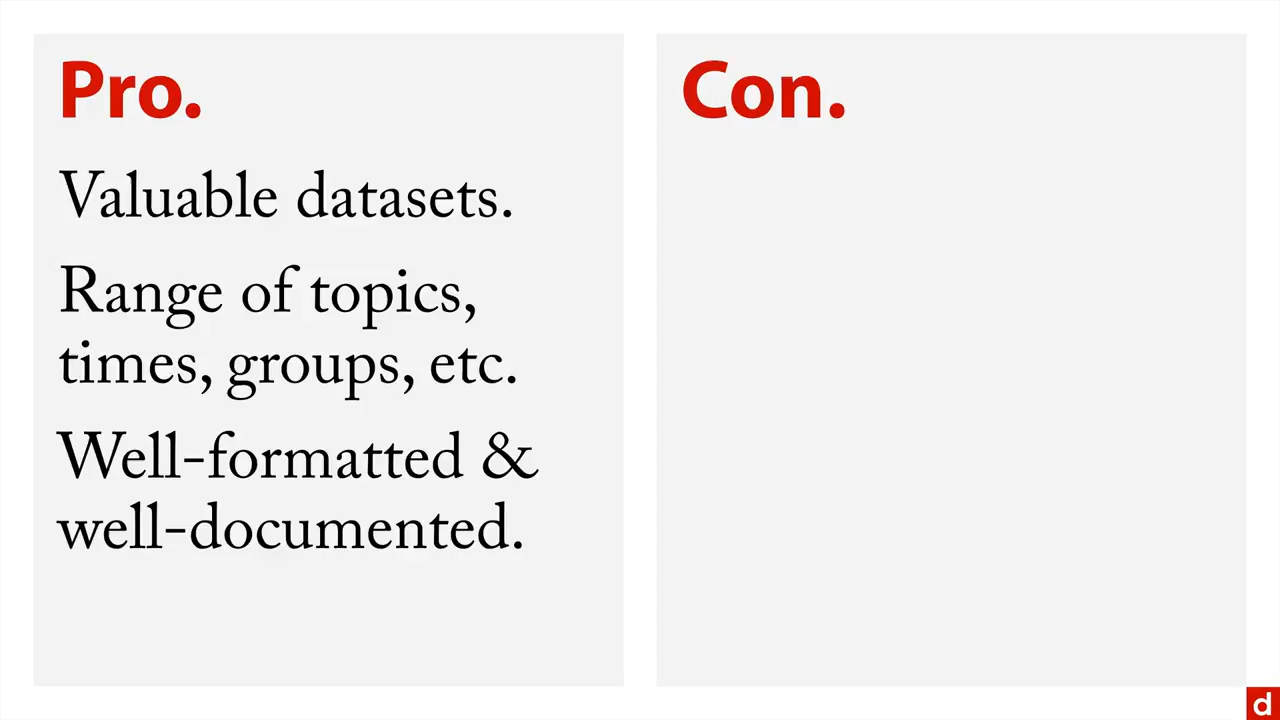 Pro.
Valuable datasets.
Range of topics,
times, groups, etc.
Well-formatted &
well-documented.
Con.
d